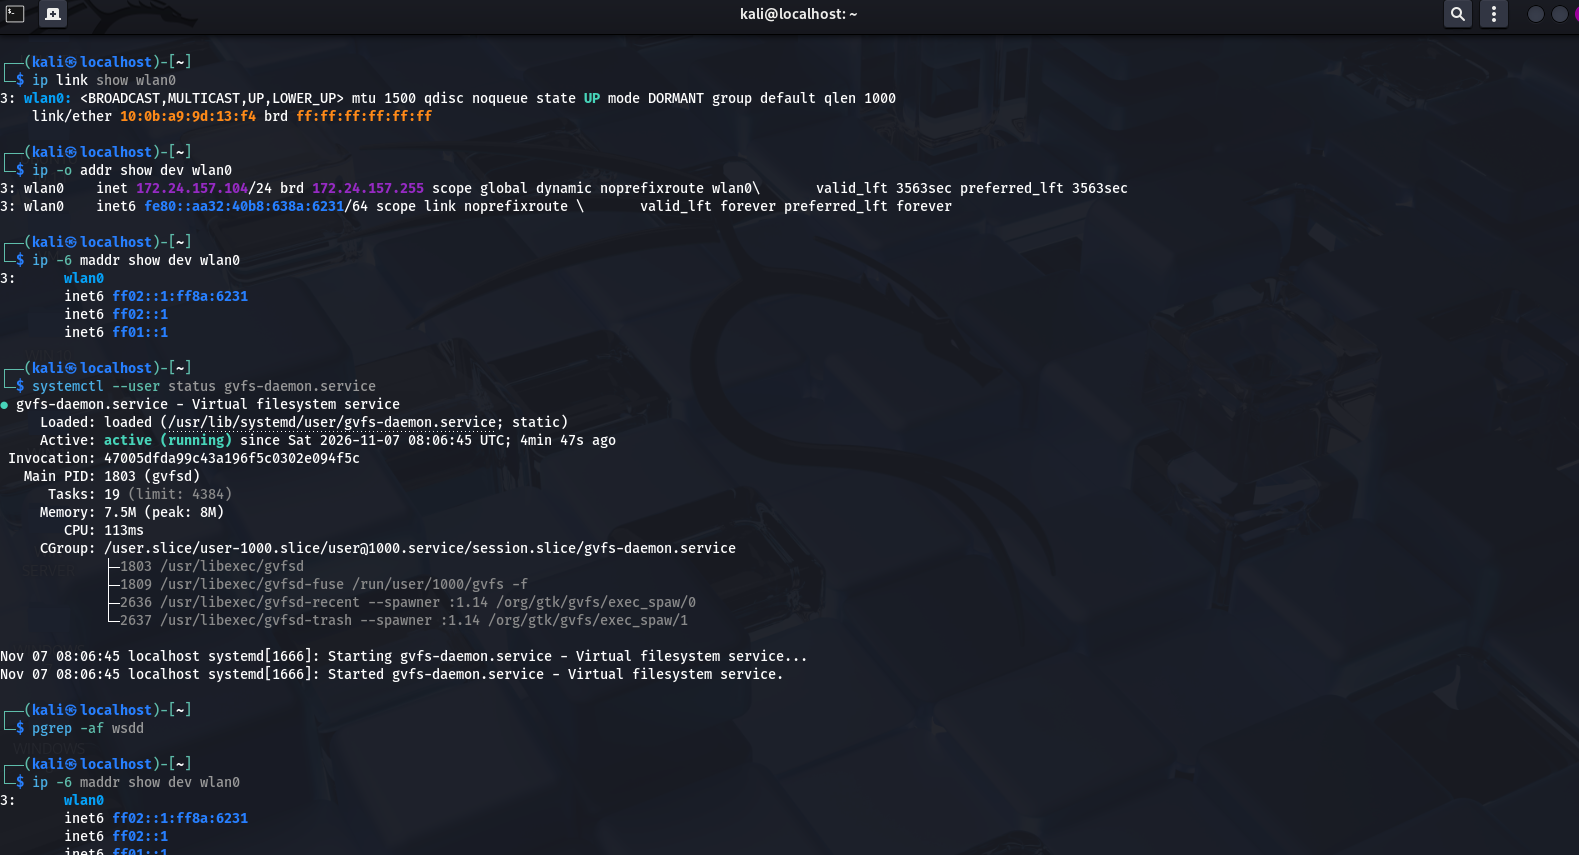 kali@localhost: ~
┌──(kali㉿localhost)-[~]
└─$ ip link show wlan0
3: wlan0: <BROADCAST,MULTICAST,UP,LOWER_UP> mtu 1500 qdisc noqueue state UP mode DORMANT group default qlen 1000
    link/ether 10:0b:a9:9d:13:f4 brd ff:ff:ff:ff:ff:ff
┌──(kali㉿localhost)-[~]
└─$ ip -o addr show dev wlan0
3: wlan0    inet 172.24.157.104/24 brd 172.24.157.255 scope global dynamic noprefixroute wlan0\       valid_lft 3563sec preferred_lft 3563sec
3: wlan0    inet6 fe80::aa32:40b8:638a:6231/64 scope link noprefixroute \       valid_lft forever preferred_lft forever
┌──(kali㉿localhost)-[~]
└─$ ip -6 maddr show dev wlan0
3:      wlan0
        inet6 ff02::1:ff8a:6231
        inet6 ff02::1
        inet6 ff01::1
┌──(kali㉿localhost)-[~]
└─$ systemctl --user status gvfs-daemon.service
● gvfs-daemon.service - Virtual filesystem service
     Loaded: loaded (/usr/lib/systemd/user/gvfs-daemon.service; static)
     Active: active (running) since Sat 2026-11-07 08:06:45 UTC; 4min 47s ago
 Invocation: 47005dfda99c43a196f5c0302e094f5c
   Main PID: 1803 (gvfsd)
      Tasks: 19 (limit: 4384)
     Memory: 7.5M (peak: 8M)
        CPU: 113ms
     CGroup: /user.slice/user-1000.slice/user@1000.service/session.slice/gvfs-daemon.service
             ├─1803 /usr/libexec/gvfsd
             ├─1809 /usr/libexec/gvfsd-fuse /run/user/1000/gvfs -f
             ├─2636 /usr/libexec/gvfsd-recent --spawner :1.14 /org/gtk/gvfs/exec_spaw/0
             └─2637 /usr/libexec/gvfsd-trash --spawner :1.14 /org/gtk/gvfs/exec_spaw/1
Nov 07 08:06:45 localhost systemd[1666]: Starting gvfs-daemon.service - Virtual filesystem service...
Nov 07 08:06:45 localhost systemd[1666]: Started gvfs-daemon.service - Virtual filesystem service.
┌──(kali㉿localhost)-[~]
└─$ pgrep -af wsdd
┌──(kali㉿localhost)-[~]
└─$ ip -6 maddr show dev wlan0
3:      wlan0
        inet6 ff02::1:ff8a:6231
        inet6 ff02::1
        inet6 ff01::1